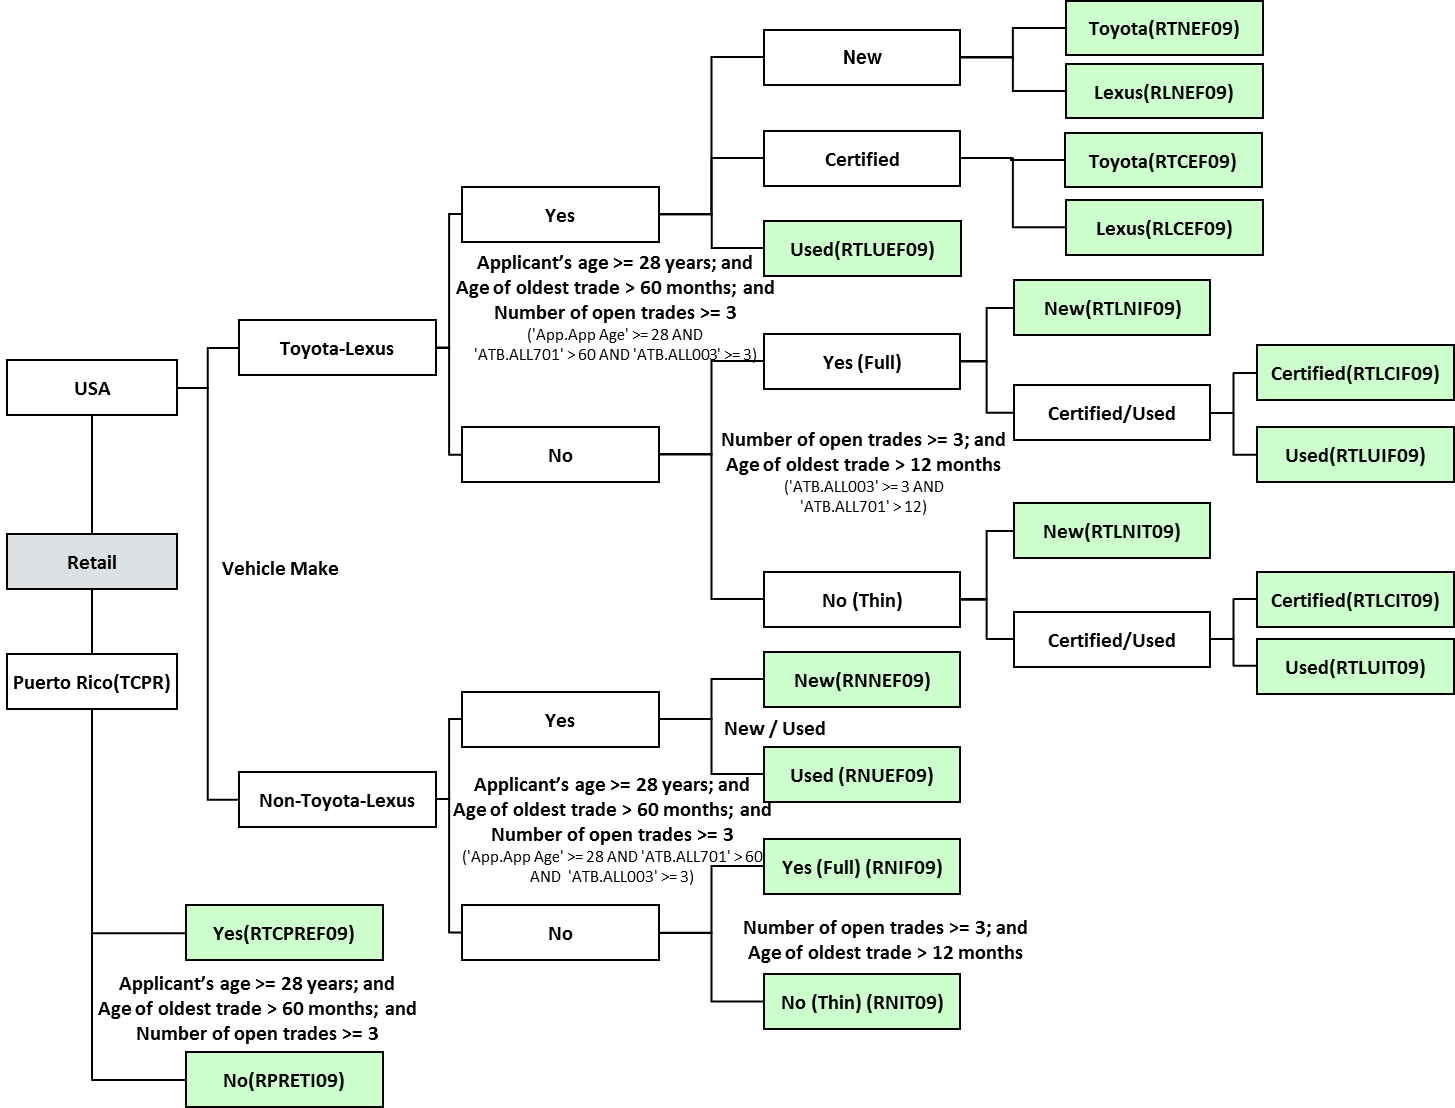 New
Toyota(RTNEF09)
Lexus(RLNEF09)
Certified
Toyota(RTCEF09)
Lexus(RLCEF09)
Yes
Used(RTLUEF09)
Applicant's age >= 28 years; and
Age of oldest trade > 60 months; and
Number of open trades >= 3
('App.App Age' >= 28 AND
'ATB.ALL701' > 60 AND 'ATB.ALL003' >= 3)
Toyota-Lexus
USA
New(RTLNIF09)
Yes (Full)
Certified(RTLCIF09)
Certified/Used
Used(RTLUIF09)
No
Number of open trades >= 3; and
Age of oldest trade > 12 months
('ATB.ALL003' >= 3 AND
'ATB.ALL701' > 12)
New(RTLNIT09)
Retail
Vehicle Make
No (Thin)
Certified(RTLCIT09)
Certified/Used
Used(RTLUIT09)
Puerto Rico(TCPR)
Yes
New(RNNEF09)
New / Used
Used (RNUEF09)
Non-Toyota-Lexus
Applicant's age >= 28 years; and
Age of oldest trade > 60 months; and
Number of open trades >= 3
('App.App Age' >= 28 AND 'ATB.ALL701' > 60
AND 'ATB.ALL003' >= 3)
Yes (Full) (RNIF09)
No
Number of open trades >= 3; and
Age of oldest trade > 12 months
No (Thin) (RNIT09)
Yes(RTCPREF09)
Applicant's age >= 28 years; and
Age of oldest trade > 60 months; and
Number of open trades >= 3
No(RPRETI09)